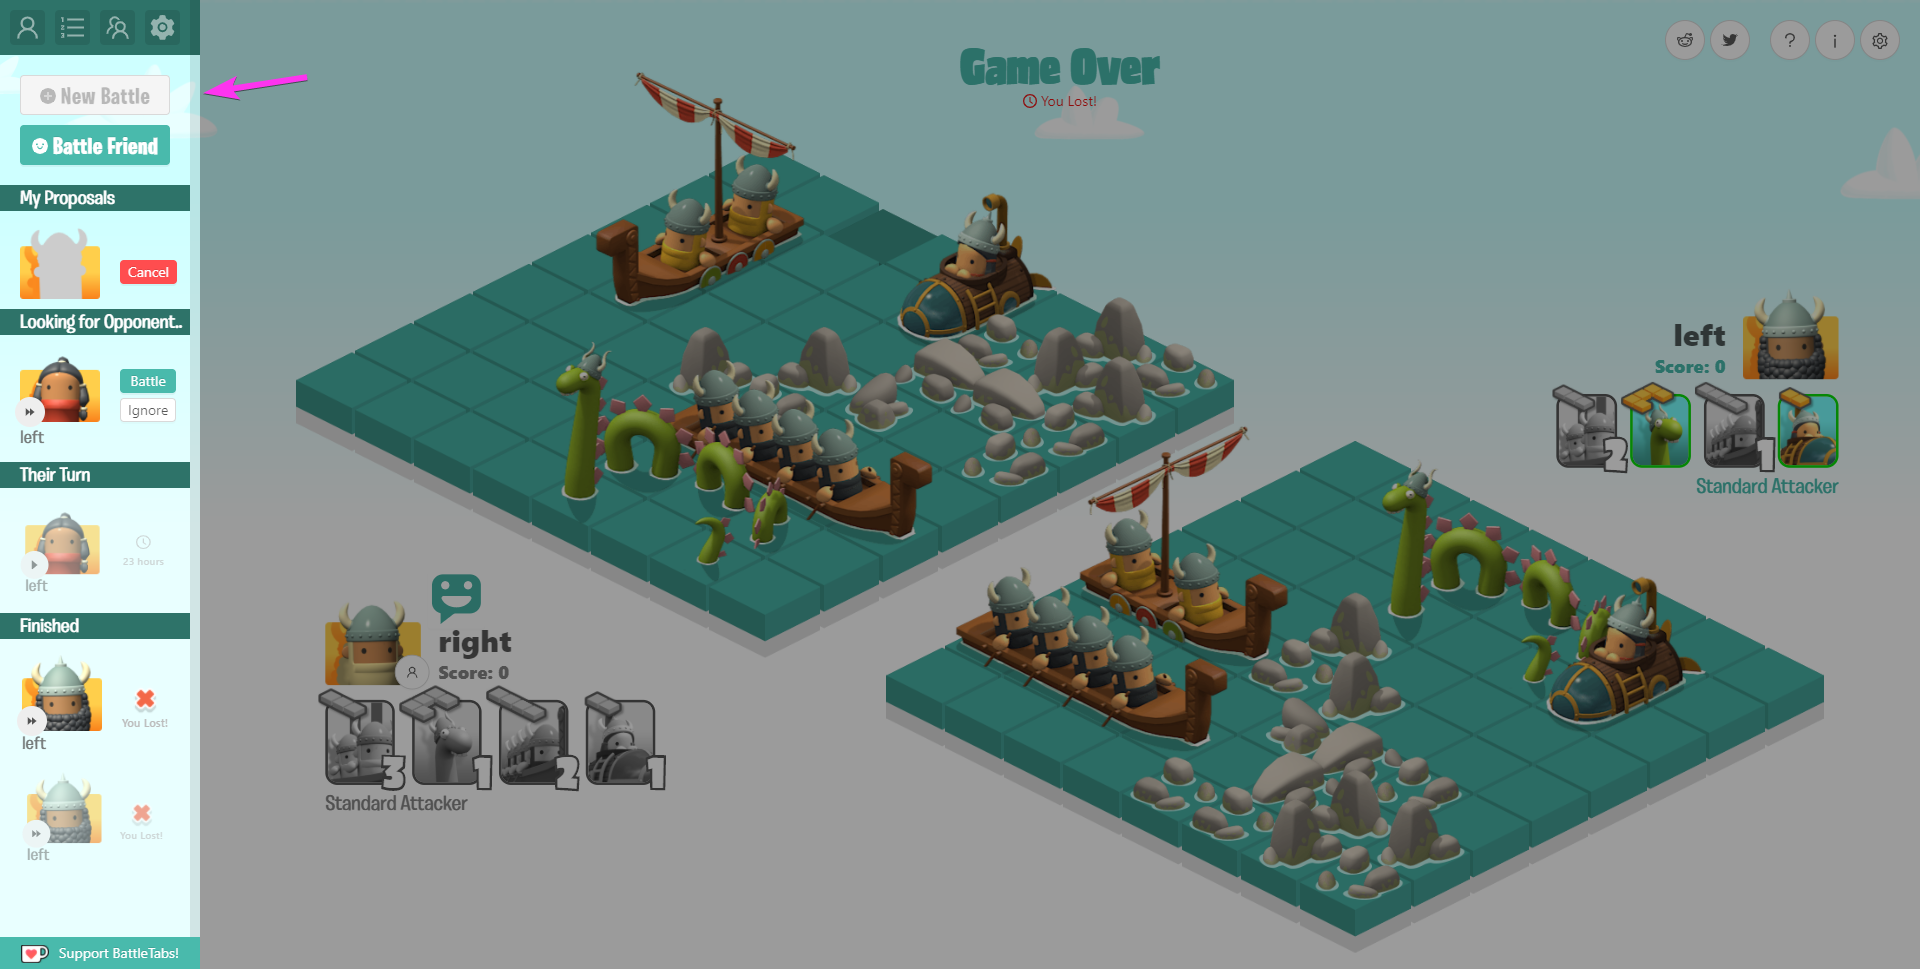 New Battle
Battle Friend
My Proposals
Cancel
Looking for Opponent..
Battle
Ignore
left
Their Turn
23 hours
left
Finished
You Lost!
left
You Lost!
left
Support BattleTabs!
Game Over
You Lost!
?
i
left
Score: 0
2
1
Standard Attacker
right
Score: 0
3
1
2
1
Standard Attacker